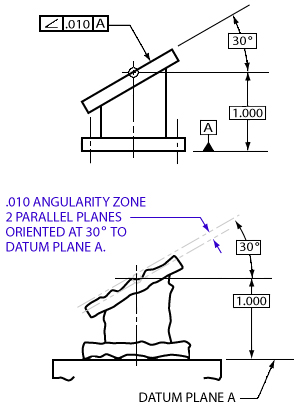 ∠ .010 A
30°
1.000
A
.010 ANGULARITY ZONE
2 PARALLEL PLANES
ORIENTED AT 30° TO
DATUM PLANE A.
30°
1.000
DATUM PLANE A